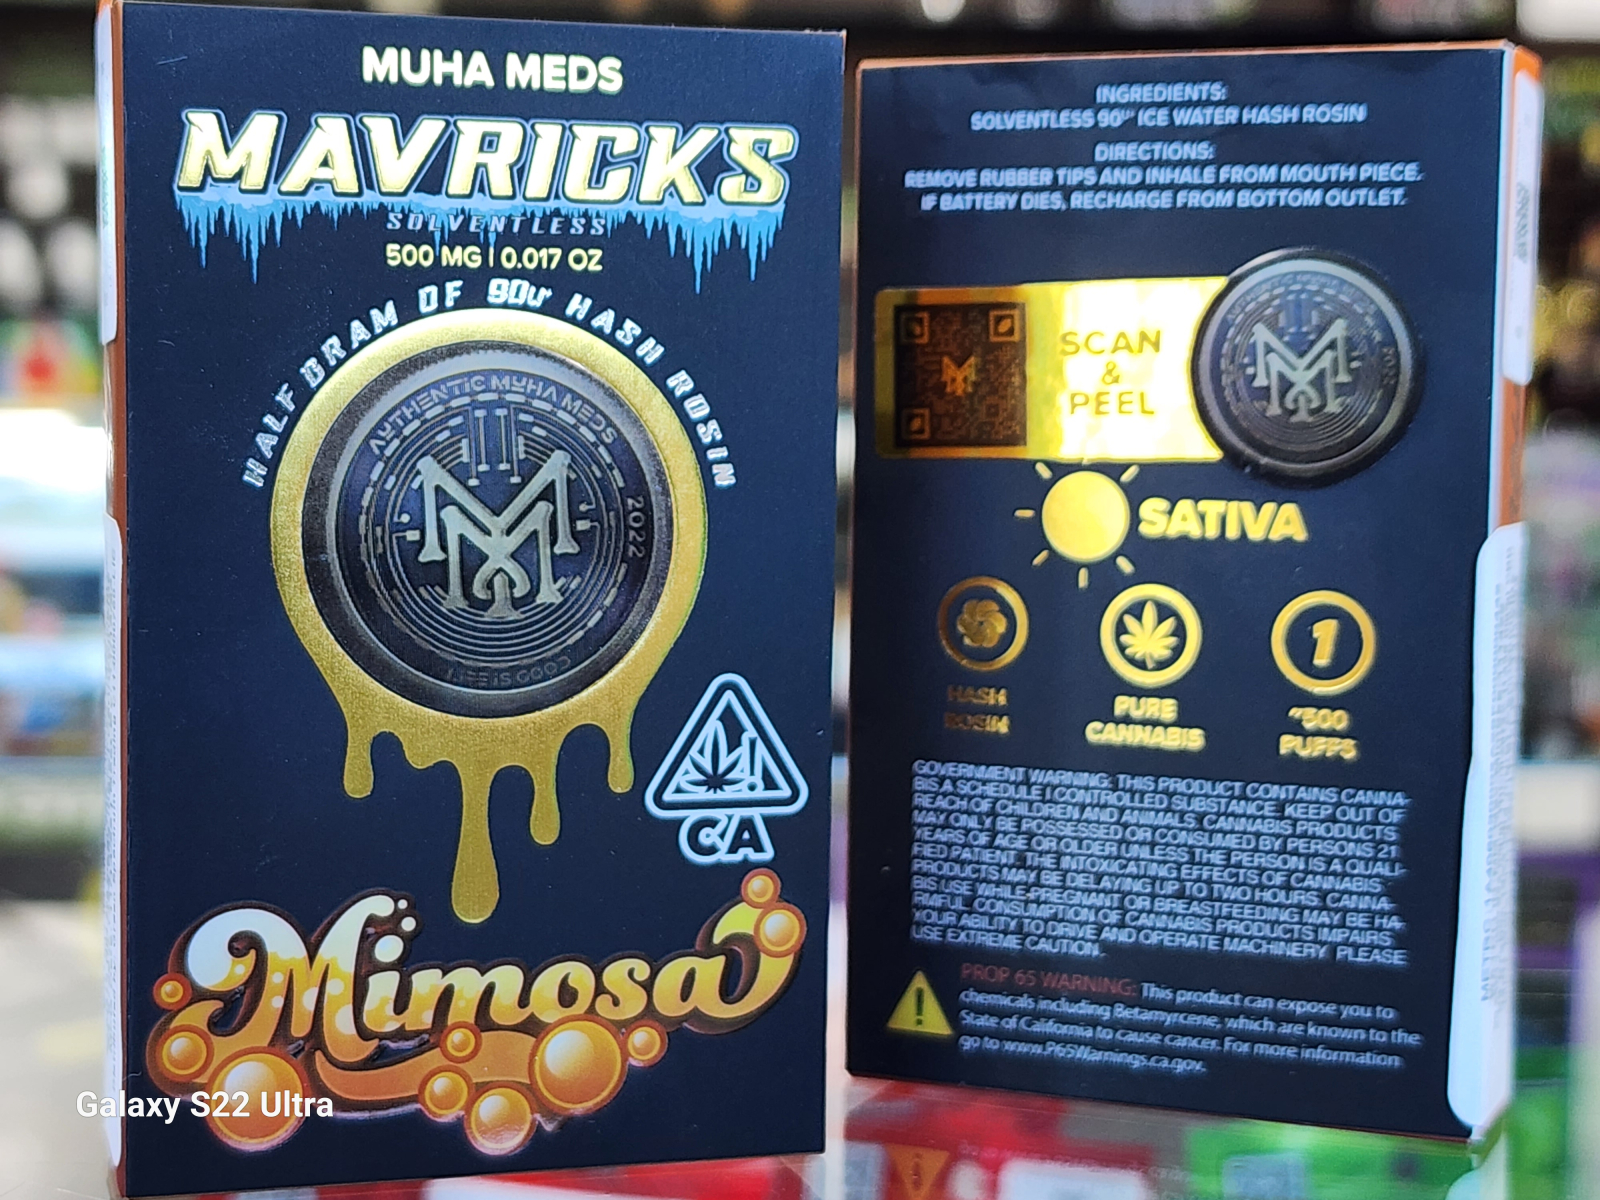 MUHA MEDS
MAVRICKS
SOLVENTLESS
500 MG | 0.017 OZ
HALF GRAM OF 90u HASH ROSIN
AUTHENTIC MUHA MEDS
2022
LIFE IS GOOD
CA
Mimosa
Galaxy S22 Ultra
INGREDIENTS:
SOLVENTLESS 90u ICE WATER HASH ROSIN
DIRECTIONS:
REMOVE RUBBER TIPS AND INHALE FROM MOUTH PIECE.
IF BATTERY DIES, RECHARGE FROM BOTTOM OUTLET.
SCAN
&
PEEL
SATIVA
HASH
ROSIN
PURE
CANNABIS
1
~500
PUFFS
GOVERNMENT WARNING: THIS PRODUCT CONTAINS CANNA-
BIS A SCHEDULE I CONTROLLED SUBSTANCE. KEEP OUT OF
REACH OF CHILDREN AND ANIMALS. CANNABIS PRODUCTS
MAY ONLY BE POSSESSED OR CONSUMED BY PERSONS 21
YEARS OF AGE OR OLDER UNLESS THE PERSON IS A QUALI-
FIED PATIENT. THE INTOXICATING EFFECTS OF CANNABIS
PRODUCTS MAY BE DELAYING UP TO TWO HOURS. CANNA-
BIS USE WHILE PREGNANT OR BREASTFEEDING MAY BE HA-
RMFUL. CONSUMPTION OF CANNABIS PRODUCTS IMPAIRS
YOUR ABILITY TO DRIVE AND OPERATE MACHINERY PLEASE
USE EXTREME CAUTION.
PROP 65 WARNING: This product can expose you to
chemicals including Betamyrcene, which are known to the
State of California to cause cancer. For more information
go to www.P65Warnings.ca.gov.